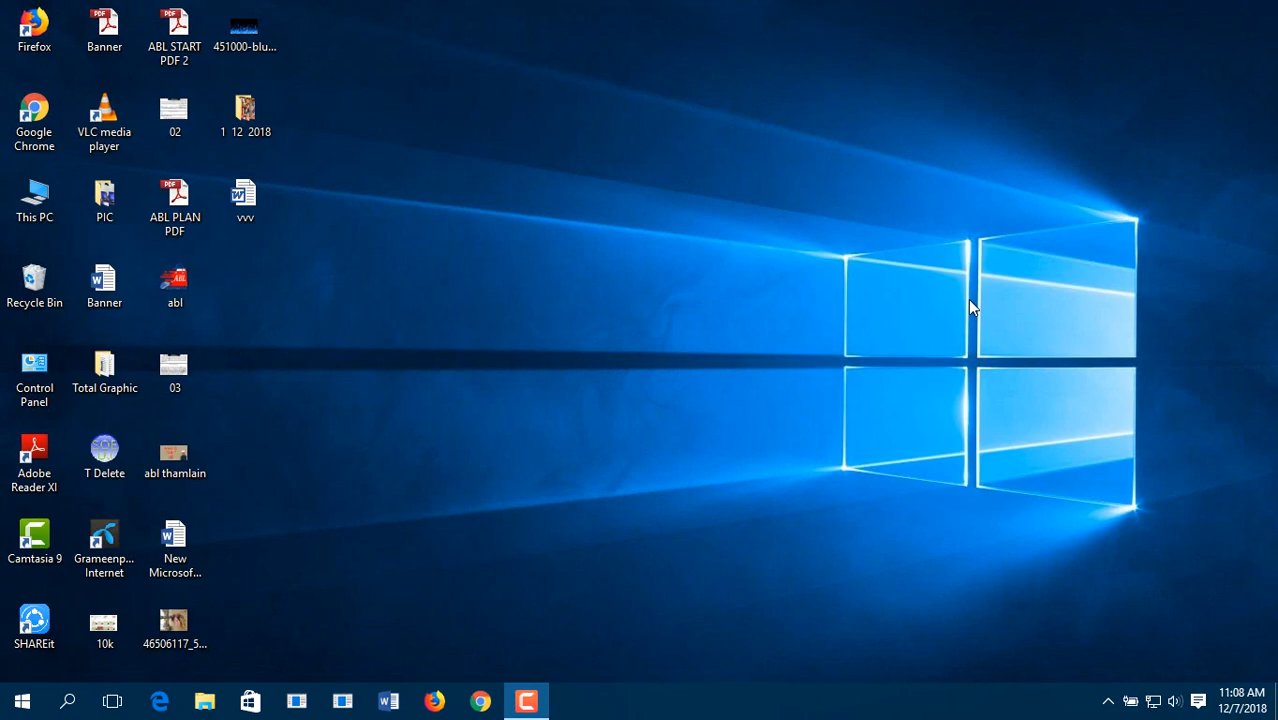 Firefox
Banner
ABL START
PDF 2
451000-blu...
Google
Chrome
VLC media
player
02
1 12 2018
This PC
PIC
ABL PLAN
PDF
vvv
Recycle Bin
Banner
abl
Control
Panel
Total Graphic
03
Adobe
Reader XI
T Delete
abl thamlain
Camtasia 9
Grameenp...
Internet
New
Microsof...
SHAREit
10k
46506117_5...
11:08 AM
12/7/2018